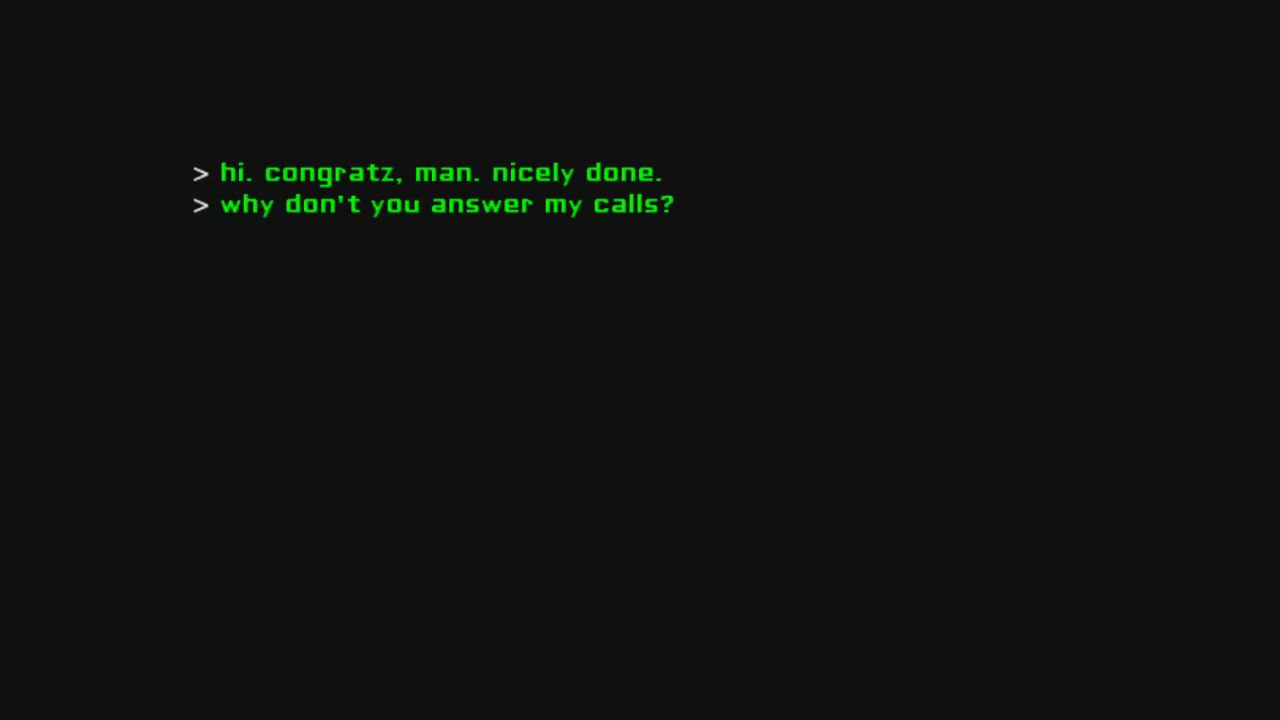 > hi. congratz, man. nicely done.
> why don't you answer my calls?